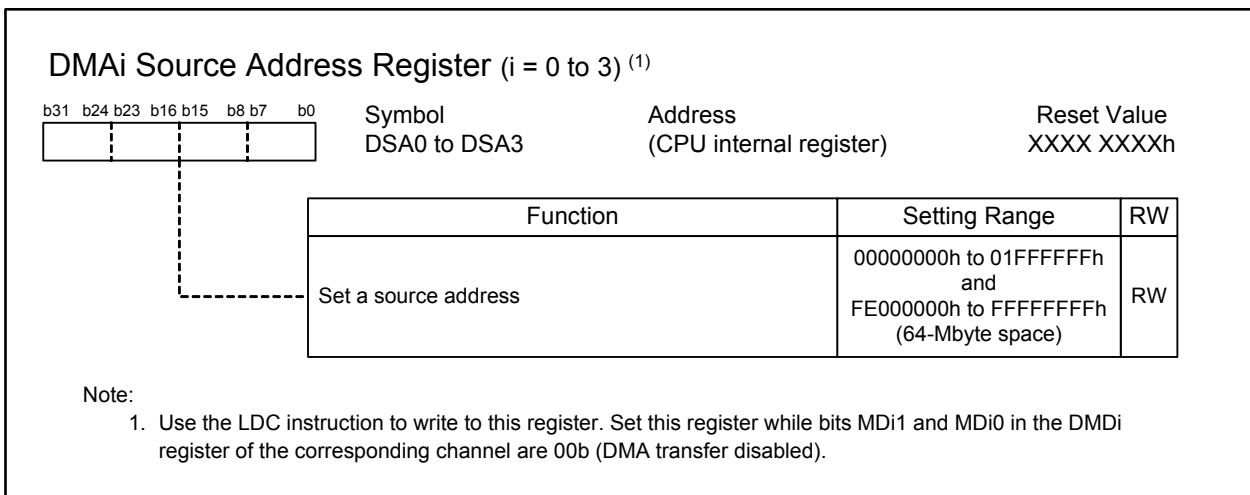 DMAi Source Address Register (i = 0 to 3) (1)
b31 b24 b23 b16 b15 b8 b7 b0
Symbol Address Reset Value
DSA0 to DSA3 (CPU internal register) XXXX XXXXh
Function Setting Range RW
Set a source address
00000000h to 01FFFFFFh
and
FE000000h to FFFFFFFFh
(64-Mbyte space)
RW
Note:
1. Use the LDC instruction to write to this register. Set this register while bits MDi1 and MDi0 in the DMDi
register of the corresponding channel are 00b (DMA transfer disabled).